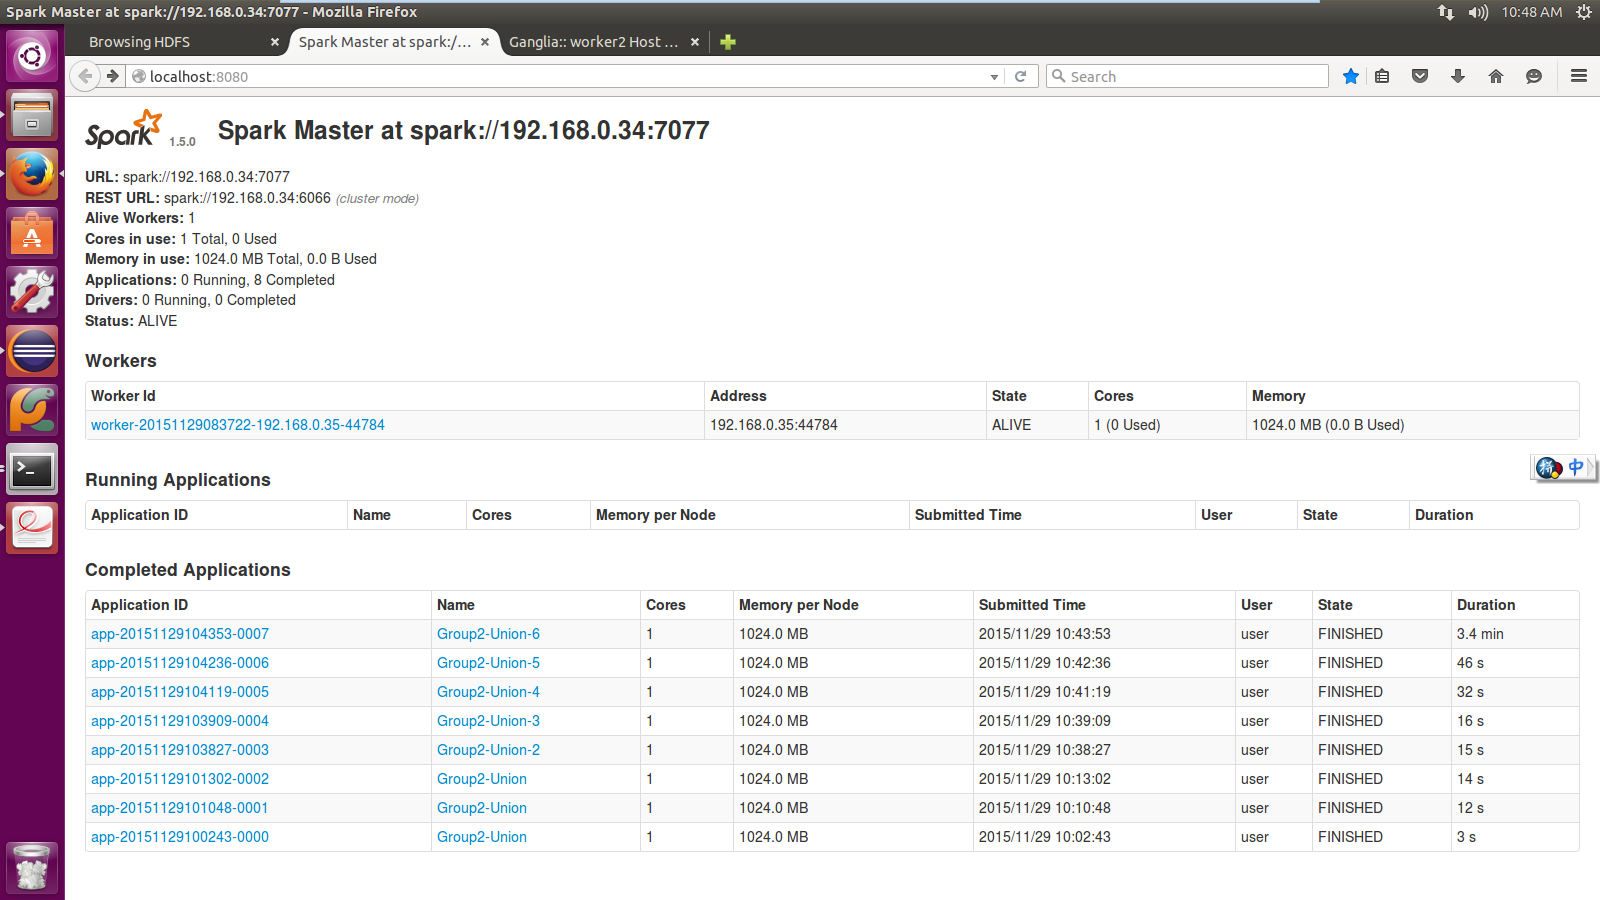 Spark Master at spark://192.168.0.34:7077 - Mozilla Firefox
10:48 AM
Browsing HDFS
Spark Master at spark:/...
Ganglia:: worker2 Host ...
localhost:8080
Search
Spark 1.5.0 Spark Master at spark://192.168.0.34:7077
URL: spark://192.168.0.34:7077
REST URL: spark://192.168.0.34:6066 (cluster mode)
Alive Workers: 1
Cores in use: 1 Total, 0 Used
Memory in use: 1024.0 MB Total, 0.0 B Used
Applications: 0 Running, 8 Completed
Drivers: 0 Running, 0 Completed
Status: ALIVE
Workers
Worker Id Address State Cores Memory
worker-20151129083722-192.168.0.35-44784 192.168.0.35:44784 ALIVE 1 (0 Used) 1024.0 MB (0.0 B Used)
拼 中
Running Applications
Application ID Name Cores Memory per Node Submitted Time User State Duration
Completed Applications
Application ID Name Cores Memory per Node Submitted Time User State Duration
app-20151129104353-0007 Group2-Union-6 1 1024.0 MB 2015/11/29 10:43:53 user FINISHED 3.4 min
app-20151129104236-0006 Group2-Union-5 1 1024.0 MB 2015/11/29 10:42:36 user FINISHED 46 s
app-20151129104119-0005 Group2-Union-4 1 1024.0 MB 2015/11/29 10:41:19 user FINISHED 32 s
app-20151129103909-0004 Group2-Union-3 1 1024.0 MB 2015/11/29 10:39:09 user FINISHED 16 s
app-20151129103827-0003 Group2-Union-2 1 1024.0 MB 2015/11/29 10:38:27 user FINISHED 15 s
app-20151129101302-0002 Group2-Union 1 1024.0 MB 2015/11/29 10:13:02 user FINISHED 14 s
app-20151129101048-0001 Group2-Union 1 1024.0 MB 2015/11/29 10:10:48 user FINISHED 12 s
app-20151129100243-0000 Group2-Union 1 1024.0 MB 2015/11/29 10:02:43 user FINISHED 3 s